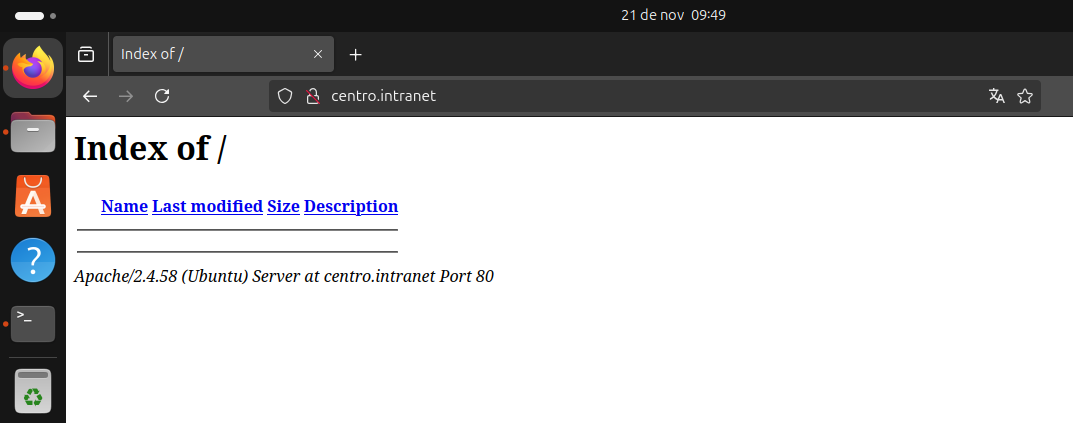 21 de nov 09:49
Index of /
centro.intranet
Index of /
Name Last modified Size Description
Apache/2.4.58 (Ubuntu) Server at centro.intranet Port 80